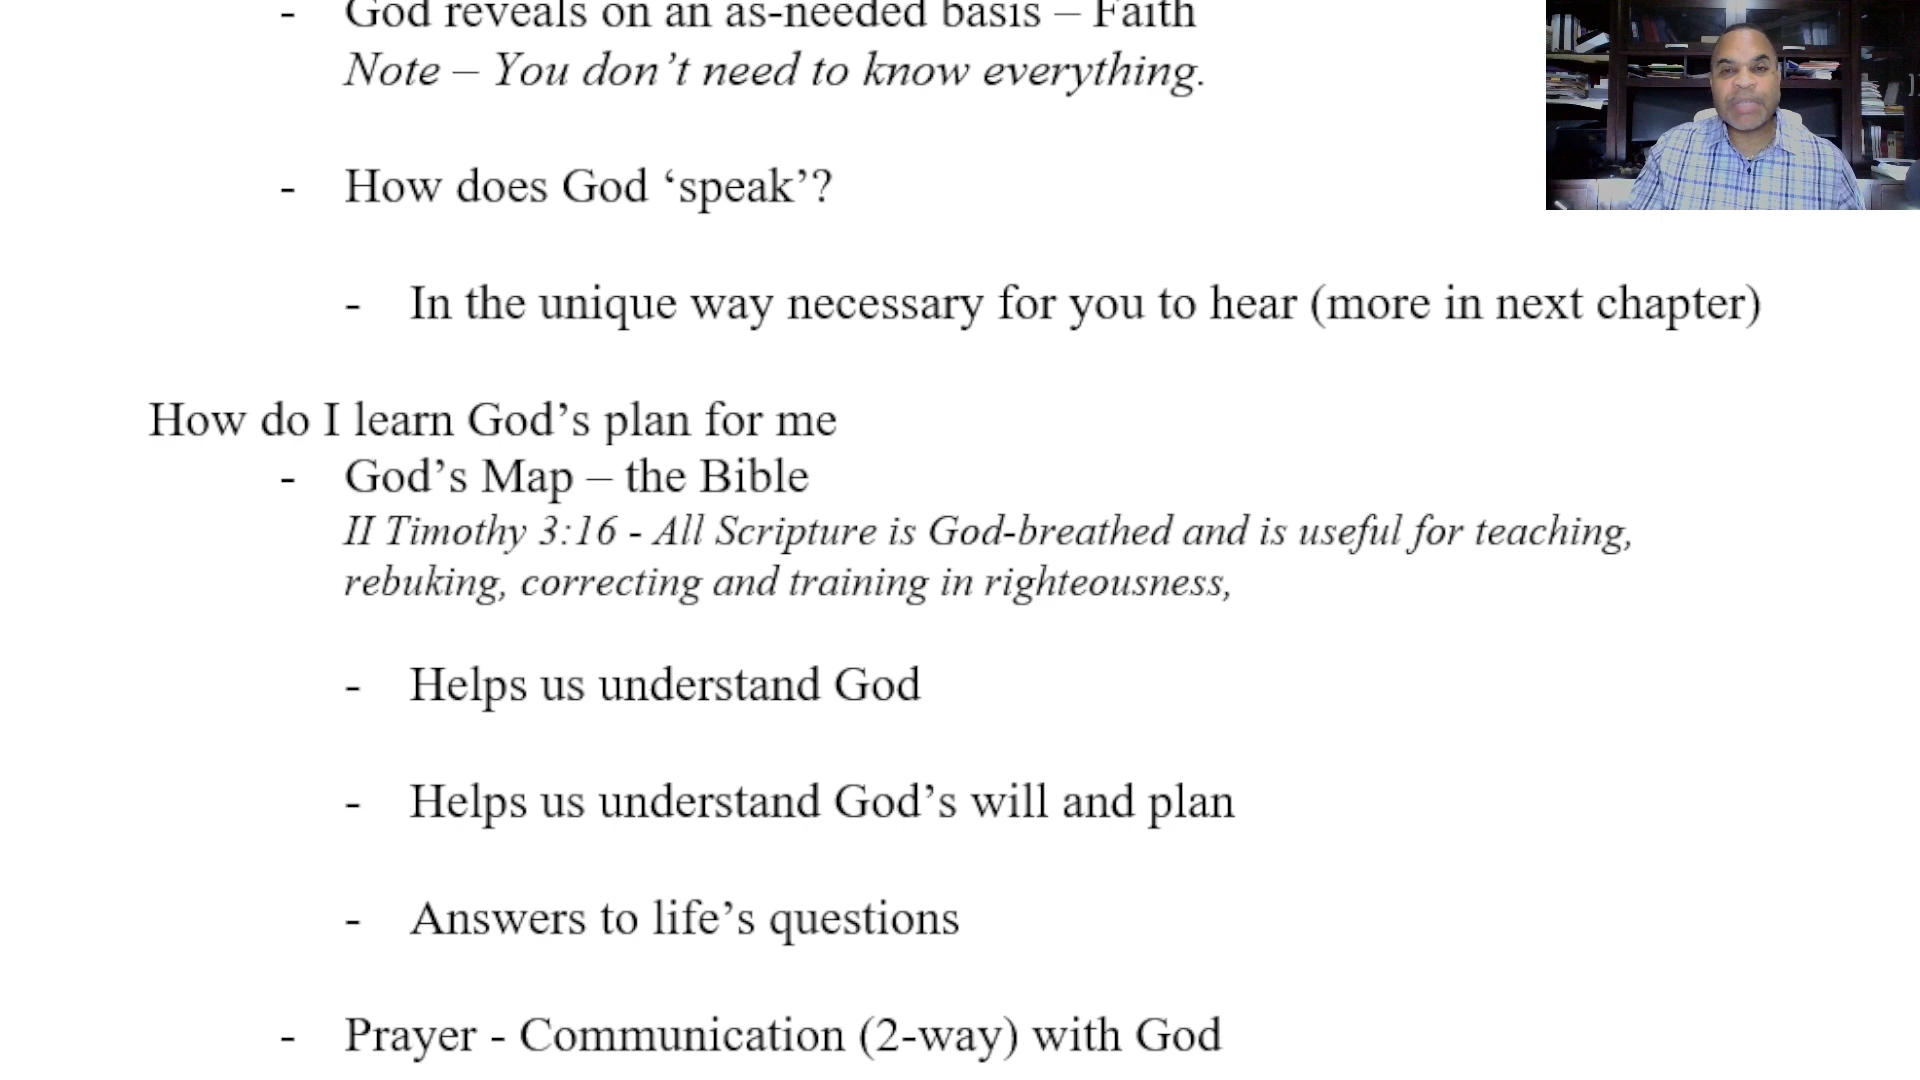 - God reveals on an as-needed basis – Faith
Note – You don’t need to know everything.
- How does God ‘speak’?
- In the unique way necessary for you to hear (more in next chapter)
How do I learn God’s plan for me
- God’s Map – the Bible
II Timothy 3:16 - All Scripture is God-breathed and is useful for teaching,
rebuking, correcting and training in righteousness,
- Helps us understand God
- Helps us understand God’s will and plan
- Answers to life’s questions
- Prayer - Communication (2-way) with God